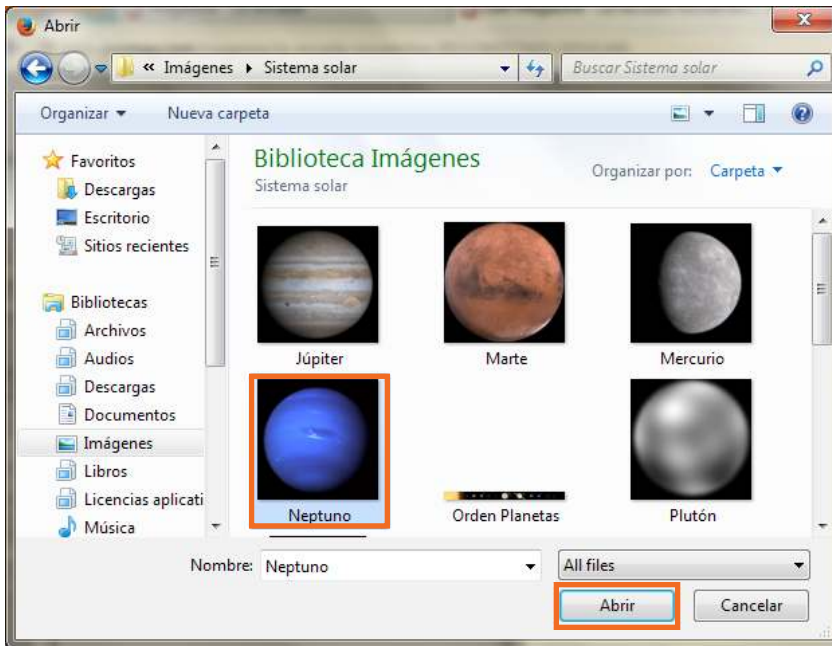 Abrir
« Imágenes ▸ Sistema solar
Buscar Sistema solar
Organizar
Nueva carpeta
Favoritos
Descargas
Escritorio
Sitios recientes
Bibliotecas
Archivos
Audios
Descargas
Documentos
Imágenes
Libros
Licencias aplicati
Música
Biblioteca Imágenes
Sistema solar
Organizar por: Carpeta
Júpiter
Marte
Mercurio
Neptuno
Orden Planetas
Plutón
Nombre: Neptuno
All files
Abrir
Cancelar